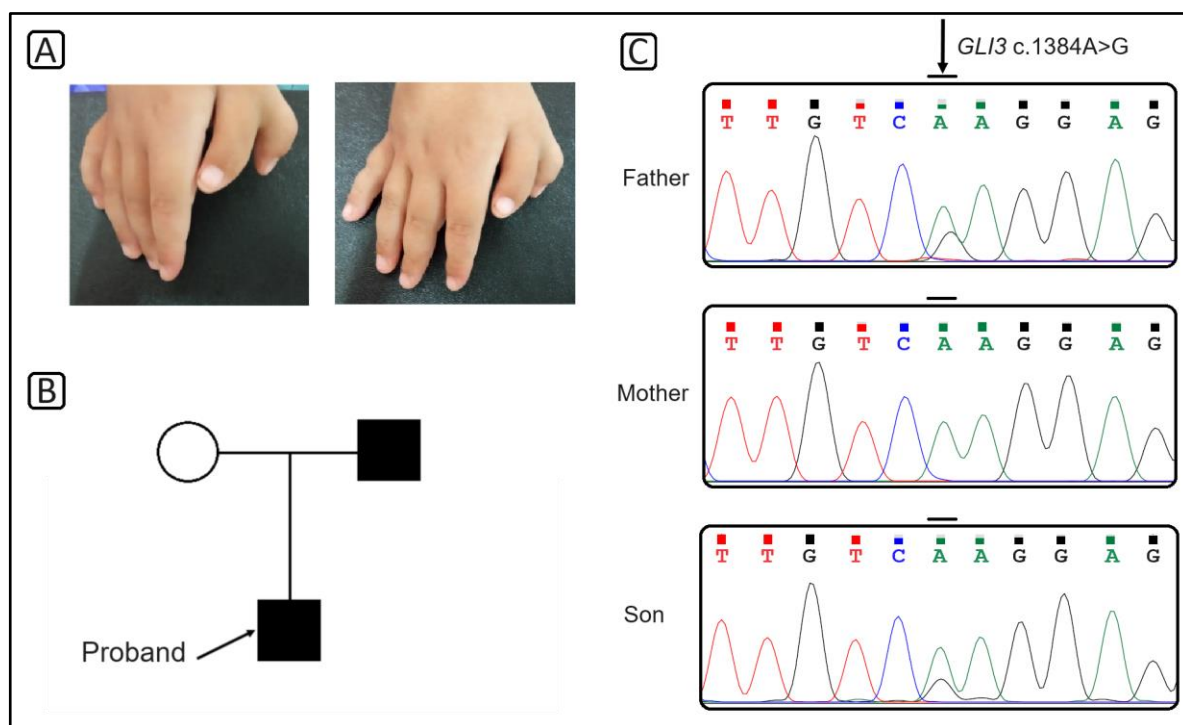 A
B
Proband
C
GLI3 c.1384A>G
T T G T C A A G G A G
Father
T T G T C A A G G A G
Mother
T T G T C A A G G A G
Son